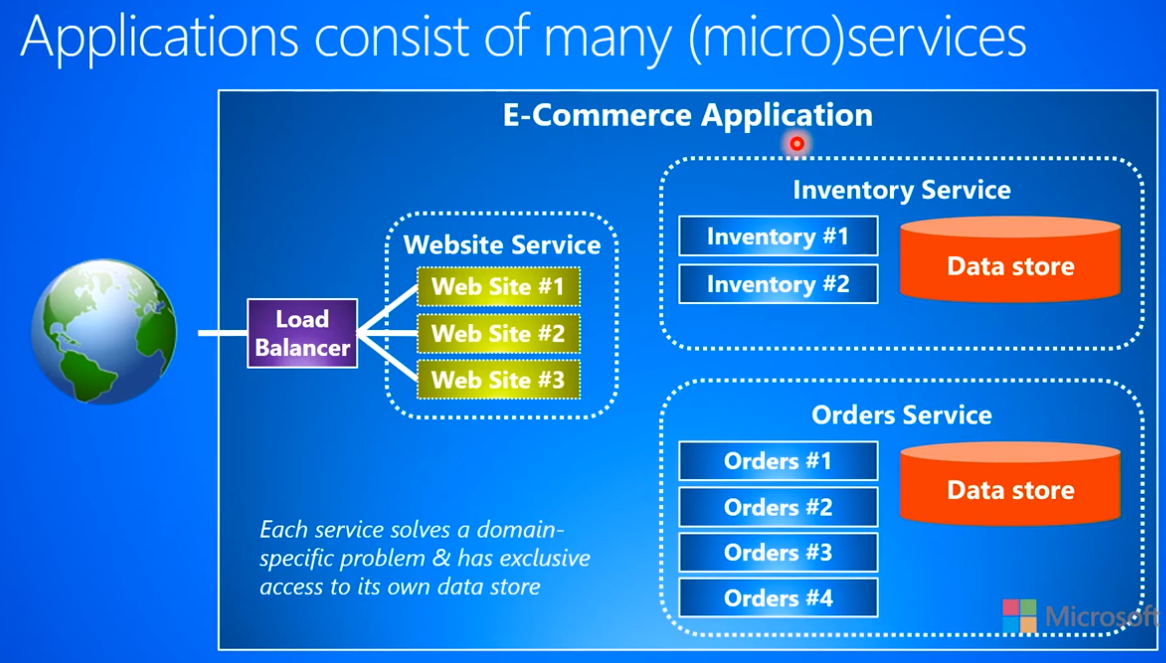 Applications consist of many (micro)services
E-Commerce Application
Load
Balancer
Website Service
Web Site #1
Web Site #2
Web Site #3
Inventory Service
Inventory #1
Inventory #2
Data store
Orders Service
Orders #1
Orders #2
Orders #3
Orders #4
Data store
Each service solves a domain-
specific problem & has exclusive
access to its own data store
Microsoft